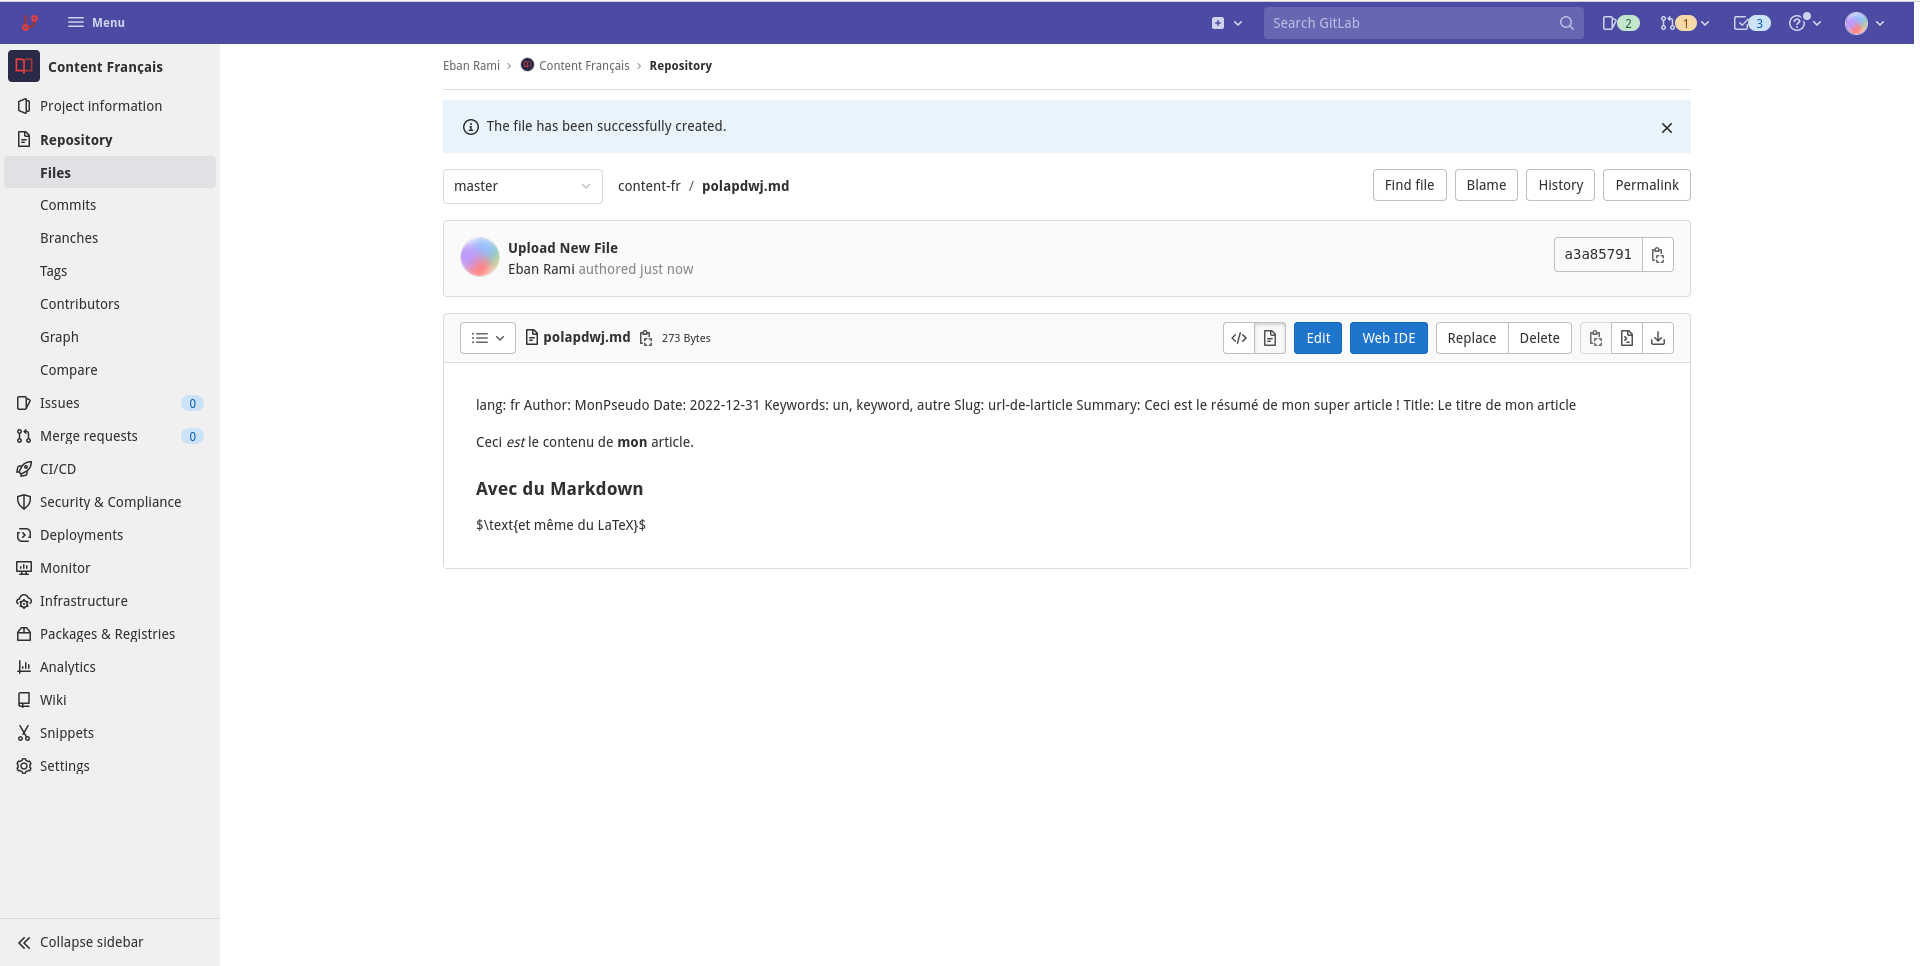 Menu
Search GitLab
2
1
3
Content Français
Project information
Repository
Files
Commits
Branches
Tags
Contributors
Graph
Compare
Issues 0
Merge requests 0
CI/CD
Security & Compliance
Deployments
Monitor
Infrastructure
Packages & Registries
Analytics
Wiki
Snippets
Settings
Collapse sidebar
Eban Rami › Content Français › Repository
The file has been successfully created.
master content-fr / polapdwj.md Find file Blame History Permalink
Upload New File
Eban Rami authored just now
a3a85791
polapdwj.md 273 Bytes </> Edit Web IDE Replace Delete
lang: fr Author: MonPseudo Date: 2022-12-31 Keywords: un, keyword, autre Slug: url-de-larticle Summary: Ceci est le résumé de mon super article ! Title: Le titre de mon article
Ceci est le contenu de mon article.
Avec du Markdown
$\text{et même du LaTeX}$